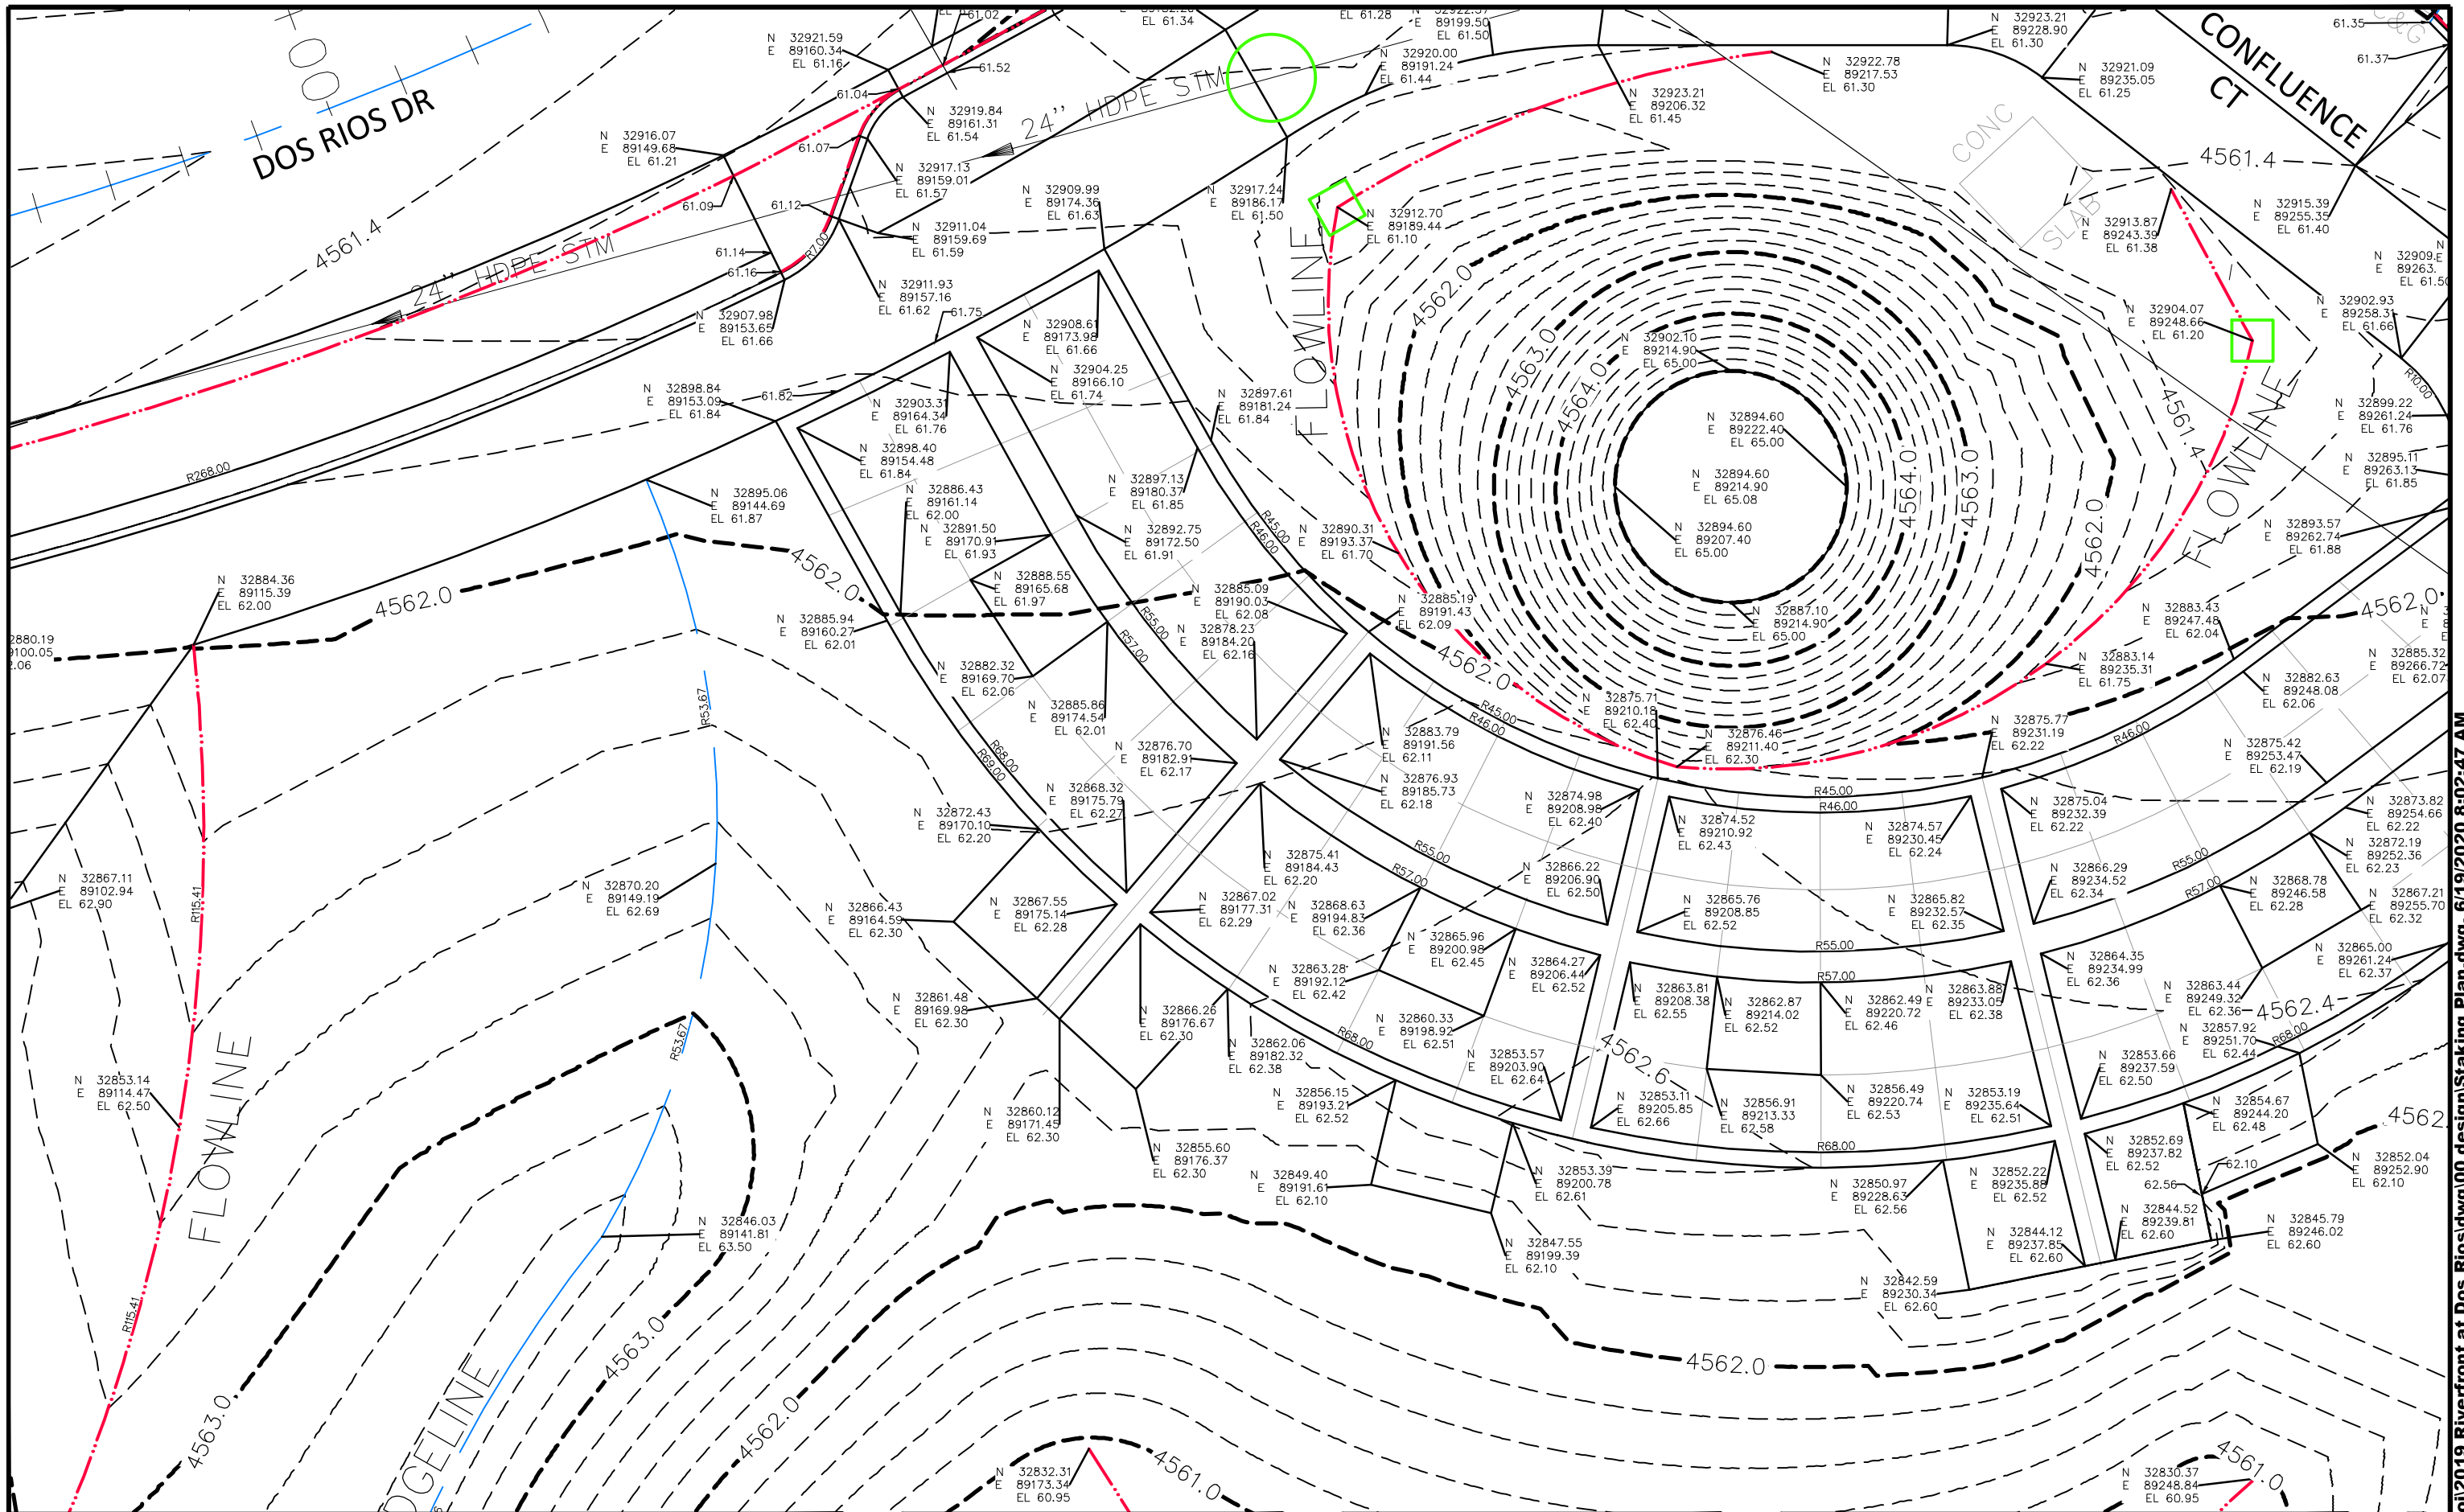 61.02
EL 61.34
EL 61.28
N 32922.37
E 89199.50
EL 61.50
N 32923.21
E 89228.90
EL 61.30
61.35
C&G
61.37
N 32921.59
E 89160.34
EL 61.16
61.52
61.04
N 32919.84
E 89161.31
EL 61.54
24" HDPE STM
N 32920.00
E 89191.24
EL 61.44
N 32923.21
E 89206.32
EL 61.45
N 32922.78
E 89217.53
EL 61.30
N 32921.09
E 89235.05
EL 61.25
CONFLUENCE
CT
DOS RIOS DR
N 32916.07
E 89149.68
EL 61.21
61.07
N 32917.13
E 89159.01
EL 61.57
61.09
61.12
N 32909.99
E 89174.36
EL 61.63
N 32917.24
E 89186.17
EL 61.50
N 32912.70
E 89189.44
EL 61.10
CONC
SLAB
4561.4
N 32913.87
E 89243.39
EL 61.38
N 32915.39
E 89255.35
EL 61.40
4561.4
24" HDPE STM
61.14
61.16
R7.00
N 32911.04
E 89159.69
EL 61.59
N 32911.93
E 89157.16
EL 61.62
61.75
N 32907.98
E 89153.65
EL 61.66
N 32908.61
E 89173.98
EL 61.66
N 32904.25
E 89166.10
EL 61.74
FLOWLINE
4562.0
4563.0
4564.0
N 32902.10
E 89214.90
EL 65.00
N 32904.07
E 89248.66
EL 61.20
N 32902.93
E 89258.31
EL 61.66
R10.00
N 32898.84
E 89153.09
EL 61.84
61.82
N 32903.31
E 89164.34
EL 61.76
N 32897.61
E 89181.24
EL 61.84
N 32894.60
E 89222.40
EL 65.00
4561.4
FLOWLINE
N 32899.22
E 89261.24
EL 61.76
R268.00
N 32898.40
E 89154.48
EL 61.84
N 32897.13
E 89180.37
EL 61.85
N 32894.60
E 89214.90
EL 65.08
4564.0
4563.0
4562.0
N 32895.11
E 89263.13
EL 61.85
N 32895.06
E 89144.69
EL 61.87
N 32886.43
E 89161.14
EL 62.00
N 32891.50
E 89170.91
EL 61.93
N 32892.75
E 89172.50
EL 61.91
R45.00
R46.00
N 32890.31
E 89193.37
EL 61.70
N 32894.60
E 89207.40
EL 65.00
N 32893.57
E 89262.74
EL 61.88
N 32884.36
E 89115.39
EL 62.00
4562.0
4562.0
N 32888.55
E 89165.68
EL 61.97
N 32885.09
E 89190.03
EL 62.08
N 32885.19
E 89191.43
EL 62.09
N 32887.10
E 89214.90
EL 65.00
N 32883.43
E 89247.48
EL 62.04
4562.0
N 32885.94
E 89160.27
EL 62.01
R55.00
R57.00
N 32878.23
E 89184.20
EL 62.16
4562.0
N 32883.14
E 89235.31
EL 61.75
N 32885.32
E 89266.72
EL 62.07
N 32882.32
E 89169.70
EL 62.06
N 32882.63
E 89248.08
EL 62.06
R53.67
N 32885.86
E 89174.54
EL 62.01
R45.00
R46.00
N 32875.71
E 89210.18
EL 62.40
N 32875.77
E 89231.19
EL 62.22
R46.00
R68.00
R69.00
N 32876.70
E 89182.91
EL 62.17
N 32883.79
E 89191.56
EL 62.11
N 32876.46
E 89211.40
EL 62.30
N 32875.42
E 89253.47
EL 62.19
N 32868.32
E 89175.79
EL 62.27
N 32876.93
E 89185.73
EL 62.18
N 32874.98
E 89208.98
EL 62.40
R45.00
R46.00
N 32875.04
E 89232.39
EL 62.22
N 32873.82
E 89254.66
EL 62.22
N 32872.43
E 89170.10
EL 62.20
N 32874.52
E 89210.92
EL 62.43
N 32874.57
E 89230.45
EL 62.24
N 32875.41
E 89184.43
EL 62.20
R55.00
R57.00
N 32866.22
E 89206.90
EL 62.50
N 32866.29
E 89234.52
EL 62.34
R55.00
R57.00
N 32872.19
E 89252.36
EL 62.23
N 32867.11
E 89102.94
EL 62.90
R115.41
N 32870.20
E 89149.19
EL 62.69
N 32866.43
E 89164.59
EL 62.30
N 32867.55
E 89175.14
EL 62.28
N 32867.02
E 89177.31
EL 62.29
N 32868.63
E 89194.83
EL 62.36
N 32865.76
E 89208.85
EL 62.52
N 32865.82
E 89232.57
EL 62.35
N 32868.78
E 89246.58
EL 62.28
N 32867.21
E 89255.70
EL 62.32
N 32865.96
E 89200.98
EL 62.45
R55.00
N 32863.28
E 89192.12
EL 62.42
N 32864.27
E 89206.44
EL 62.52
R57.00
N 32864.35
E 89234.99
EL 62.36
N 32865.00
E 89261.24
EL 62.37
N 32861.48
E 89169.98
EL 62.30
N 32866.26
E 89176.67
EL 62.30
N 32863.81
E 89208.38
EL 62.55
N 32862.87
E 89214.02
EL 62.52
N 32862.49
E 89220.72
EL 62.46
N 32863.88
E 89233.05
EL 62.38
N 32863.44
E 89249.32
EL 62.36
4562.4
R53.67
N 32862.06
E 89182.32
EL 62.38
R68.00
N 32860.33
E 89198.92
EL 62.51
4562.6
N 32857.92
E 89251.70
EL 62.44
R68.00
FLOWLINE
N 32853.14
E 89114.47
EL 62.50
N 32853.57
E 89203.90
EL 62.64
N 32853.66
E 89237.59
EL 62.50
N 32860.12
E 89171.45
EL 62.30
N 32856.15
E 89193.21
EL 62.52
N 32853.11
E 89205.85
EL 62.66
N 32856.91
E 89213.33
EL 62.58
N 32856.49
E 89220.74
EL 62.53
N 32853.19
E 89235.64
EL 62.51
N 32854.67
E 89244.20
EL 62.48
4562.
N 32855.60
E 89176.37
EL 62.30
R68.00
N 32852.69
E 89237.82
EL 62.52
62.10
62.56
N 32852.04
E 89252.90
EL 62.10
N 32849.40
E 89191.61
EL 62.10
N 32853.39
E 89200.78
EL 62.61
N 32850.97
E 89228.63
EL 62.56
N 32852.22
E 89235.88
EL 62.52
N 32846.03
E 89141.81
EL 63.50
N 32844.52
E 89239.81
EL 62.60
N 32845.79
E 89246.02
EL 62.60
N 32847.55
E 89199.39
EL 62.10
N 32844.12
E 89237.85
EL 62.60
R115.41
N 32842.59
E 89230.34
EL 62.60
4563.0
4563.0
4562.0
4562.0
N 32832.31
E 89173.34
EL 60.95
4561.0
N 32830.37
E 89248.84
EL 60.95
4561.0
2019 Riverfront at Dos Rios\dw\00 design\Staking Plan.dwg, 6/19/2020 8:02:47 AM